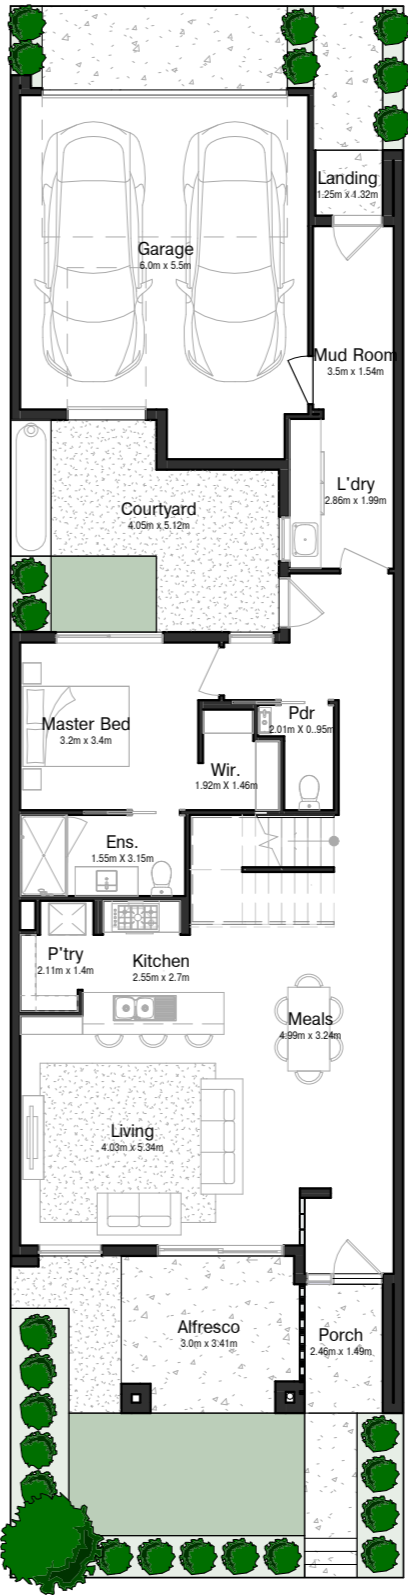 Landing
1.25m x 1.32m
Garage
6.0m x 5.5m
Mud Room
3.5m x 1.54m
L'dry
2.86m x 1.99m
Courtyard
4.05m x 5.12m
Master Bed
3.2m x 3.4m
Pdr
2.01m X 0..95m
Wir.
1.92m X 1.46m
Ens.
1.55m X 3.15m
P'try
2.11m x 1.4m
Kitchen
2.55m x 2.7m
Meals
4.99m x 3.24m
Living
4.03m x 5.34m
Alfresco
3.0m x 3.41m
Porch
2.46m x 1.49m